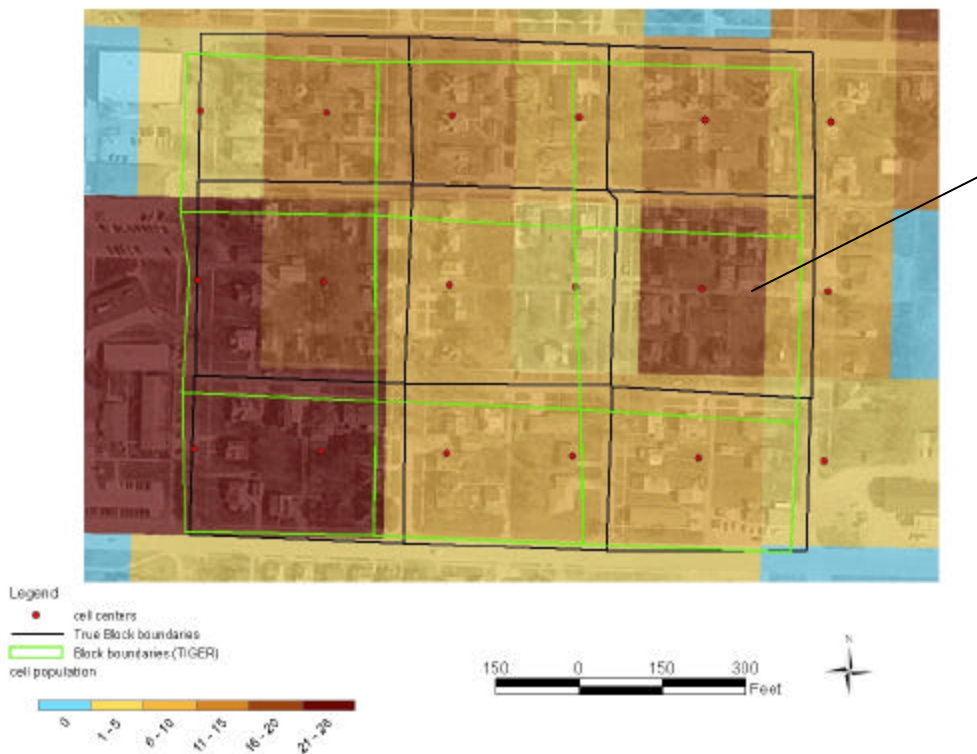 Legend
cell centers
True Block boundaries
Block boundaries (TIGER)
cell population
0
1 - 5
6 - 10
11 - 15
16 - 20
21 - 26
150 0 150 300
Feet
N